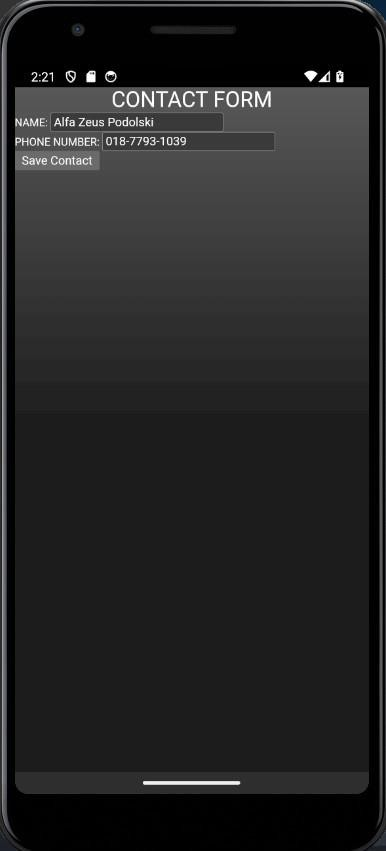 2:21
CONTACT FORM
NAME: Alfa Zeus Podolski
PHONE NUMBER: 018-7793-1039
Save Contact